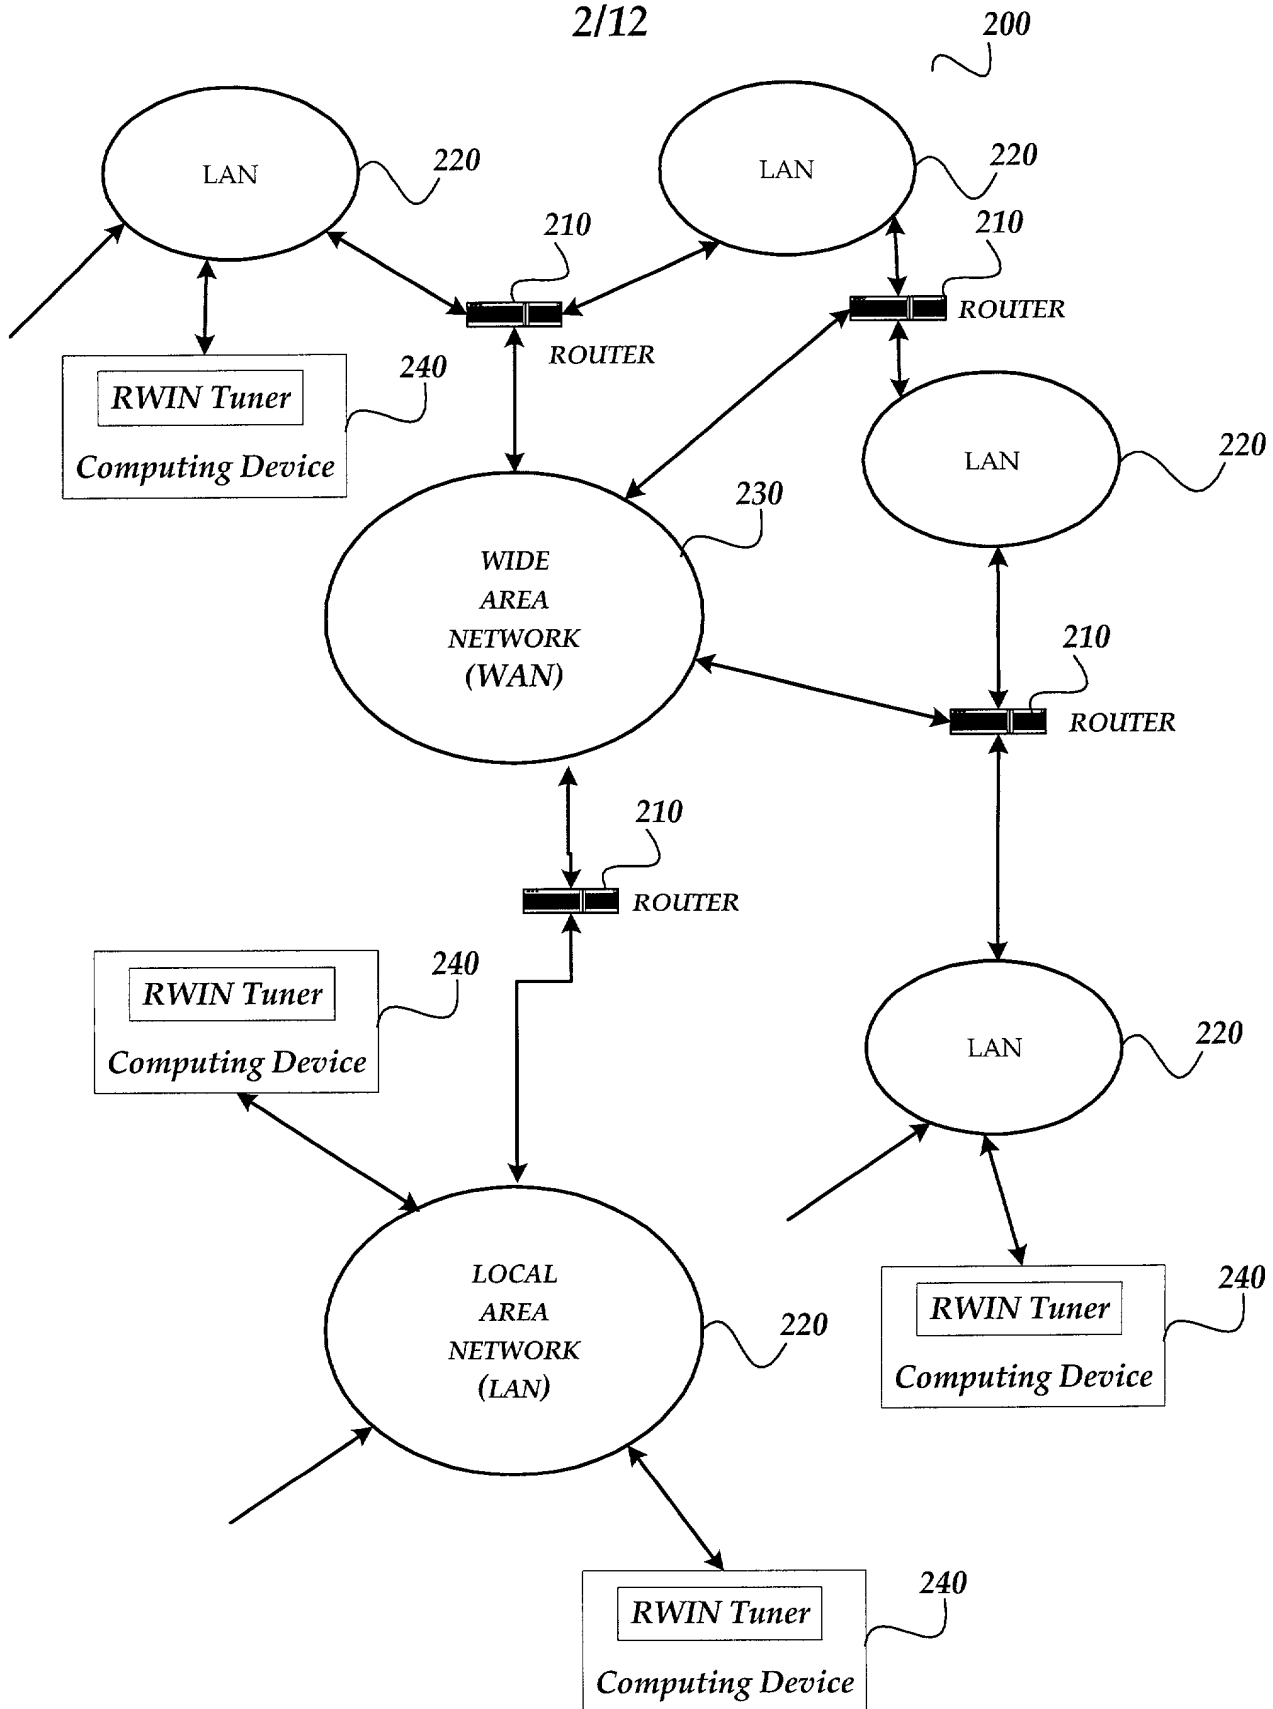 2/12
200
LAN
220
LAN
220
210
210
ROUTER
ROUTER
240
RWIN Tuner
Computing Device
LAN
220
230
WIDE
AREA
NETWORK
(WAN)
210
ROUTER
210
ROUTER
240
RWIN Tuner
Computing Device
LAN
220
LOCAL
AREA
NETWORK
(LAN)
220
240
RWIN Tuner
Computing Device
240
RWIN Tuner
Computing Device